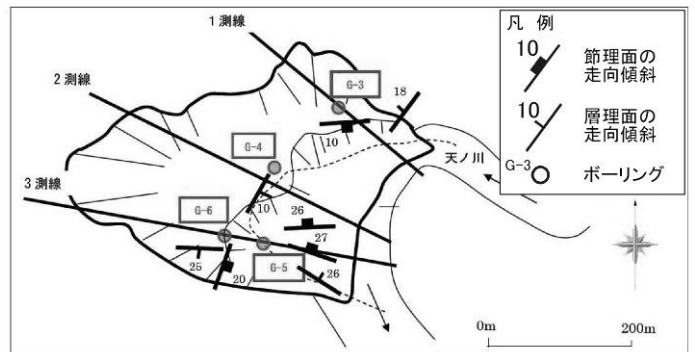 1測線
2測線
3測線
G-3
G-4
G-6
G-5
18
10
10
26
27
25
20
26
天ノ川
凡 例
10
節理面の
走向傾斜
10
層理面の
走向傾斜
G-3
ボーリング
0m
200m